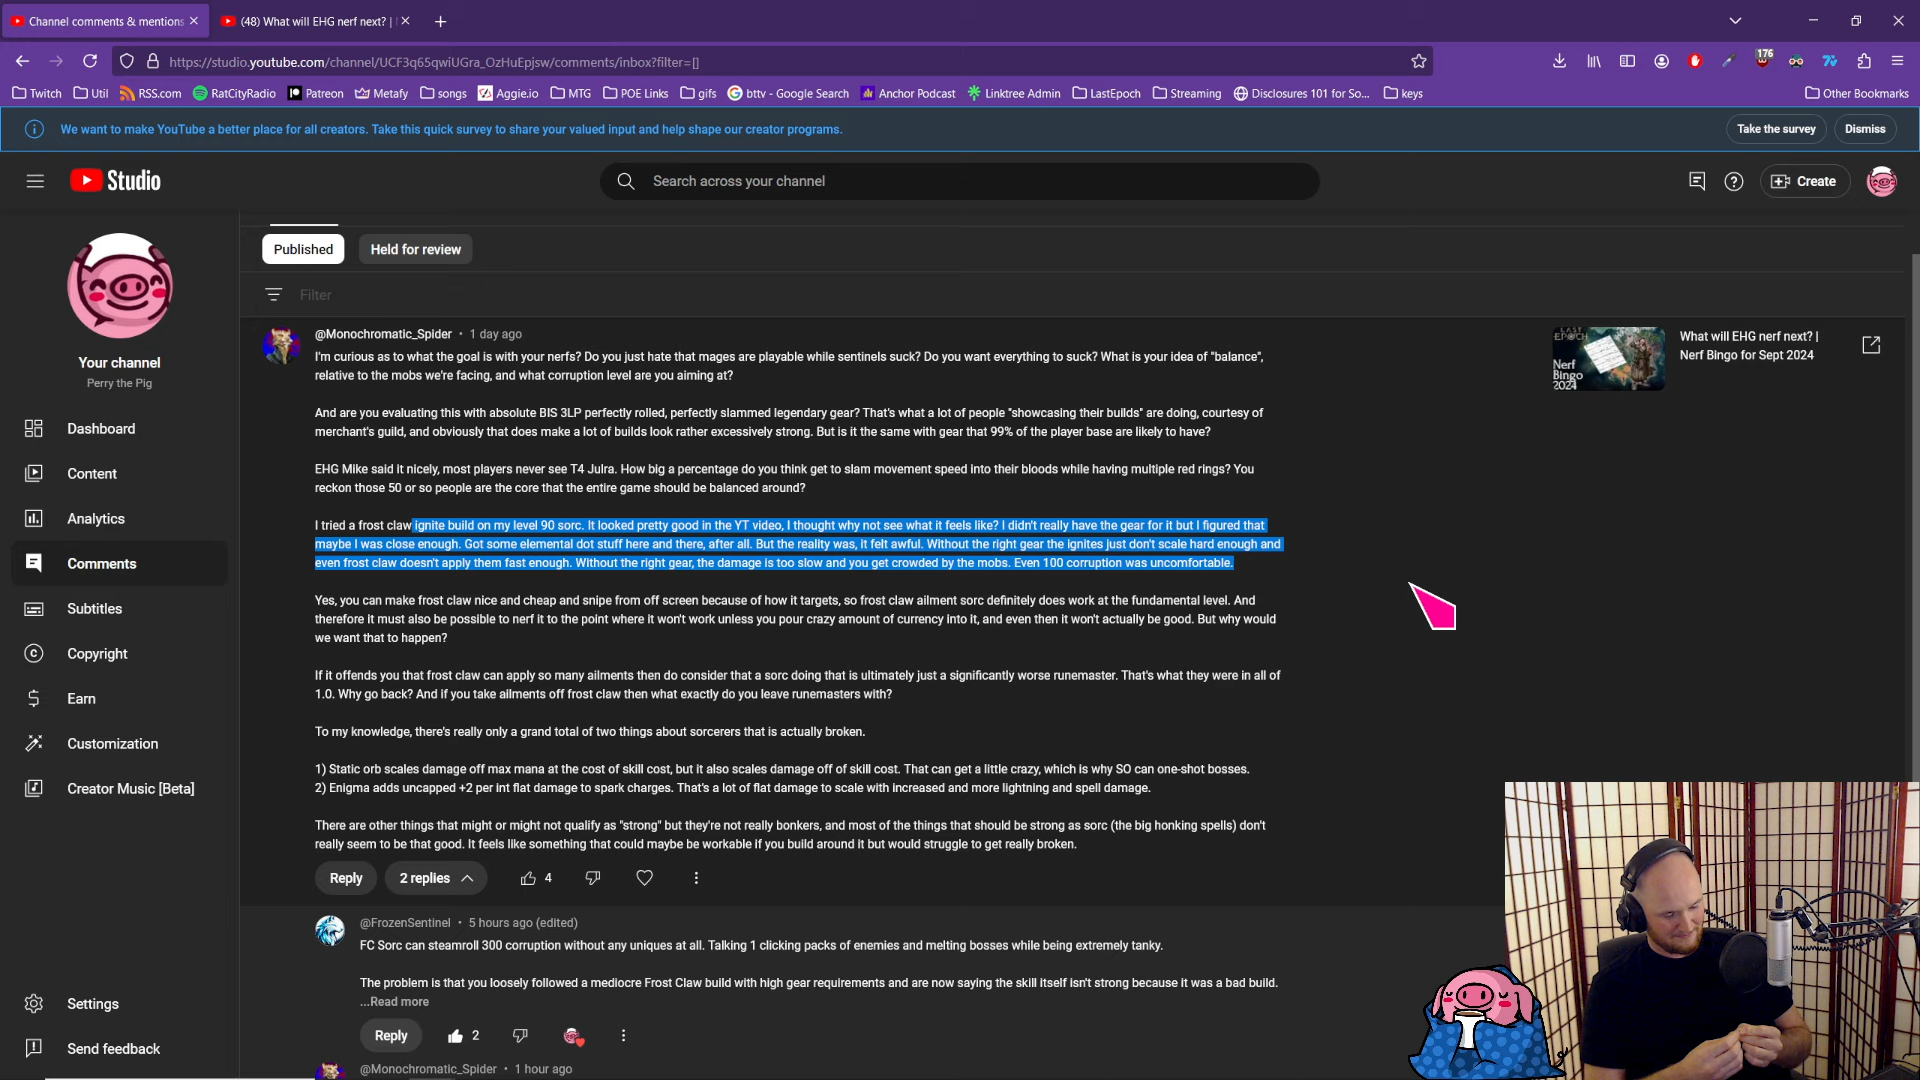 Channel comments & mentions
(48) What will EHG nerf next? |
https://studio.youtube.com/channel/UCF3q65qwiUGra_OzHuEpjsw/comments/inbox?filter=[]
176
Twitch
Util
RSS.com
RatCityRadio
Patreon
Metafy
songs
Aggie.io
MTG
POE Links
gifs
bttv - Google Search
Anchor Podcast
Linktree Admin
LastEpoch
Streaming
Disclosures 101 for So...
keys
Other Bookmarks
We want to make YouTube a better place for all creators. Take this quick survey to share your valued input and help shape our creator programs.
Take the survey
Dismiss
Studio
Search across your channel
Create
Your channel
Perry the Pig
Dashboard
Content
Analytics
Comments
Subtitles
Copyright
Earn
Customization
Creator Music [Beta]
Settings
Send feedback
Published
Held for review
Filter
@Monochromatic_Spider • 1 day ago
I'm curious as to what the goal is with your nerfs? Do you just hate that mages are playable while sentinels suck? Do you want everything to suck? What is your idea of "balance",
relative to the mobs we're facing, and what corruption level are you aiming at?
And are you evaluating this with absolute BIS 3LP perfectly rolled, perfectly slammed legendary gear? That's what a lot of people "showcasing their builds" are doing, courtesy of
merchant's guild, and obviously that does make a lot of builds look rather excessively strong. But is it the same with gear that 99% of the player base are likely to have?
EHG Mike said it nicely, most players never see T4 Julra. How big a percentage do you think get to slam movement speed into their bloods while having multiple red rings? You
reckon those 50 or so people are the core that the entire game should be balanced around?
I tried a frost claw ignite build on my level 90 sorc. It looked pretty good in the YT video, I thought why not see what it feels like? I didn't really have the gear for it but I figured that
maybe I was close enough. Got some elemental dot stuff here and there, after all. But the reality was, it felt awful. Without the right gear the ignites just don't scale hard enough and
even frost claw doesn't apply them fast enough. Without the right gear, the damage is too slow and you get crowded by the mobs. Even 100 corruption was uncomfortable.
Yes, you can make frost claw nice and cheap and snipe from off screen because of how it targets, so frost claw ailment sorc definitely does work at the fundamental level. And
therefore it must also be possible to nerf it to the point where it won't work unless you pour crazy amount of currency into it, and even then it won't actually be good. But why would
we want that to happen?
If it offends you that frost claw can apply so many ailments then do consider that a sorc doing that is ultimately just a significantly worse runemaster. That's what they were in all of
1.0. Why go back? And if you take ailments off frost claw then what exactly do you leave runemasters with?
To my knowledge, there's really only a grand total of two things about sorcerers that is actually broken.
1) Static orb scales damage off max mana at the cost of skill cost, but it also scales damage off of skill cost. That can get a little crazy, which is why SO can one-shot bosses.
2) Enigma adds uncapped +2 per int flat damage to spark charges. That's a lot of flat damage to scale with increased and more lightning and spell damage.
There are other things that might or might not qualify as "strong" but they're not really bonkers, and most of the things that should be strong as sorc (the big honking spells) don't
really seem to be that good. It feels like something that could maybe be workable if you build around it but would struggle to get really broken.
Reply
2 replies
4
LAST EPOCH
Nerf
Bingo
2024
What will EHG nerf next? |
Nerf Bingo for Sept 2024
@FrozenSentinel • 5 hours ago (edited)
FC Sorc can steamroll 300 corruption without any uniques at all. Talking 1 clicking packs of enemies and melting bosses while being extremely tanky.
The problem is that you loosely followed a mediocre Frost Claw build with high gear requirements and are now saying the skill itself isn't strong because it was a bad build.
...Read more
Reply
2
@Monochromatic_Spider • 1 hour ago